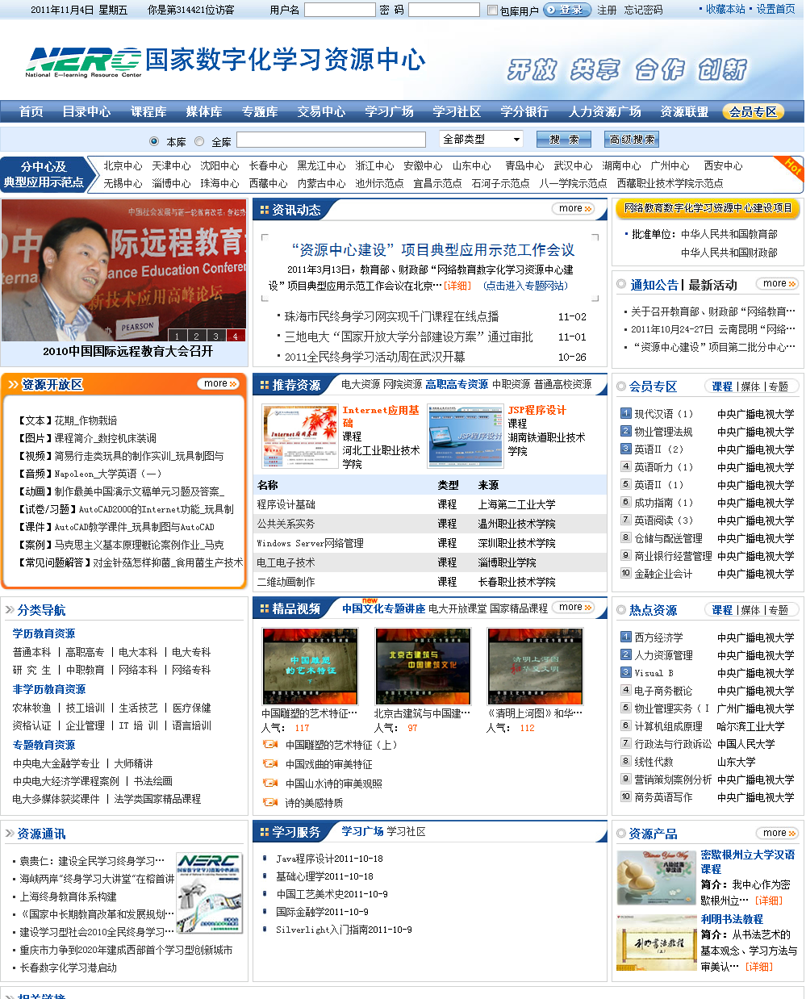 2011年11月4日 星期五 你是第314421位访客 用户名 密 码 包库用户 登录 注册 忘记密码 ·收藏本站 ·设置首页
NERC 国家数字化学习资源中心
National E-learning Resource Center
开放 共享 合作 创新
首页 目录中心 课程库 媒体库 专题库 交易中心 学习广场 学习社区 学分银行 人力资源广场 资源联盟 会员专区
本库 全库 全部类型 搜 索 高级搜索
分中心及
典型应用示范点
北京中心 天津中心 沈阳中心 长春中心 黑龙江中心 浙江中心 安徽中心 山东中心 青岛中心 武汉中心 湖南中心 广州中心 西安中心
无锡中心 淄博中心 珠海中心 西藏中心 内蒙古中心 池州示范点 宜昌示范点 石河子示范点 八一学院示范点 西藏职业技术学院示范点
Hot
PEARSON
1 2 3 4
2010中国国际远程教育大会召开
资讯动态 more
“资源中心建设”项目典型应用示范工作会议
2011年3月13日，教育部、财政部“网络教育数字化学习资源中心建
设”项目典型应用示范工作会议在北京…[详细] （点击进入专题网站）
·珠海市民终身学习网实现千门课程在线点播 11-02
·三地电大“国家开放大学分部建设方案”通过审批 11-01
·2011全民终身学习活动周在武汉开幕 10-26
网络教育数字化学习资源中心建设项目
·批准单位：中华人民共和国教育部
中华人民共和国财政部
通知公告 | 最新活动 more
·关于召开教育部、财政部“网络教育…
·2011年10月24-27日 云南昆明“网络…
·“资源中心建设”项目第二批分中心…
资源开放区 more
【文本】花期_作物栽培
【图片】课程简介_数控机床装调
【视频】简易行走类玩具的制作实训_玩具制图与
【音频】Napoleon_大学英语（一）
【动画】制作最美中国演示文稿单元习题及答案_
【试卷/习题】AutoCAD2000的Internet功能_玩具制
【课件】AutoCAD教学课件_玩具制图与AutoCAD
【案例】马克思主义基本原理概论案例作业_马克
【常见问题解答】对金针菇怎样抑菌_食用菌生产技术
推荐资源 电大资源 网院资源 高职高专资源 中职资源 普通高校资源
Internet应用基础
课程
河北工业职业技术学院
JSP程序设计
课程
湖南铁道职业技术学院
名称 类型 来源
程序设计基础 课程 上海第二工业大学
公共关系实务 课程 温州职业技术学院
Windows Server网络管理 课程 深圳职业技术学院
电工电子技术 课程 淄博职业学院
二维动画制作 课程 长春职业技术学院
会员专区 课程 | 媒体 | 专题
1 现代汉语（1） 中央广播电视大学
2 物业管理法规 中央广播电视大学
3 英语II（2） 中央广播电视大学
4 英语听力（1） 中央广播电视大学
5 英语II（1） 中央广播电视大学
6 成功指南（1） 中央广播电视大学
7 英语阅读（3） 中央广播电视大学
8 仓储与配送管理 中央广播电视大学
9 商业银行经营管理 中央广播电视大学
10 金融企业会计 中央广播电视大学
分类导航
学历教育资源
普通本科 | 高职高专 | 电大本科 | 电大专科
研 究 生 | 中职教育 | 网络本科 | 网络专科
非学历教育资源
农林牧渔 | 技工培训 | 生活技艺 | 医疗保健
资格认证 | 企业管理 | IT 培 训 | 语言培训
专题教育资源
中央电大金融学专业 | 大师精讲
中央电大经济学课程案例 | 书法绘画
电大多媒体获奖课件 | 法学类国家精品课程
精品视频 中国文化专题讲座 new 电大开放课堂 国家精品课程 more
中国雕塑的艺术特征 下
北京古建筑与中国建筑文化
清明上河图和华夏文明
中国雕塑的艺术特征… 北京古建筑与中国建… 《清明上河图》和华…
人气： 117 人气： 97 人气： 112
中国雕塑的艺术特征（上）
中国戏曲的审美特征
中国山水诗的审美观照
诗的美感特质
热点资源 课程 | 媒体 | 专题
1 西方经济学 中央广播电视大学
2 人力资源管理 中央广播电视大学
3 Visual B 中央广播电视大学
4 电子商务概论 中央广播电视大学
5 物业管理实务（I 广州广播电视大学
6 计算机组成原理 哈尔滨工业大学
7 行政法与行政诉讼 中国人民大学
8 线性代数 山东大学
9 营销策划案例分析 中央广播电视大学
10 商务英语写作 中央广播电视大学
资源通讯
·袁贵仁：建设全民学习终身学习…
·海峡两岸“终身学习大讲堂”在榕首讲
·上海终身教育体系构建
·《国家中长期教育改革和发展规划…
·建设学习型社会2010全民终身学习…
·重庆市力争到2020年建成西部首个学习型创新城市
·长春数字化学习港启动
NERC
学习服务 学习广场 学习社区
Java程序设计2011-10-18
基础心理学2011-10-18
中国工艺美术史2011-10-9
国际金融学2011-10-9
Silverlight入门指南2011-10-9
资源产品 more
密歇根州立大学汉语课程
简介：我中心作为密歇根州立… [详细]
利明书法教程
简介：从书法艺术的基本观念、学习方法与审美认… [详细]
相关链接